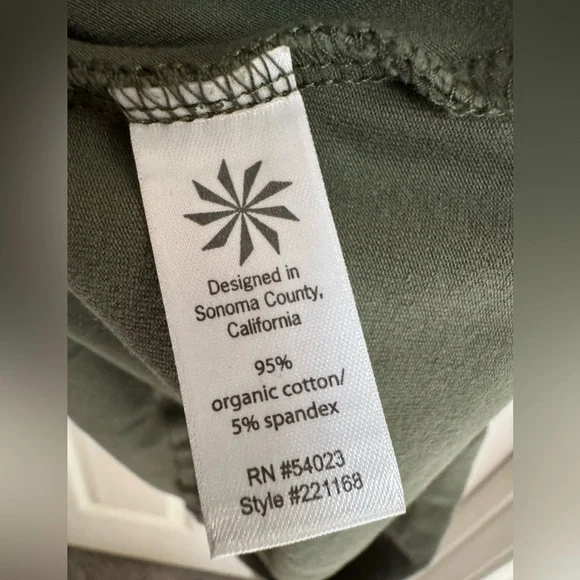 Designed in
Sonoma County,
California
95%
organic cotton/
5% spandex
RN #54023
Style #221168